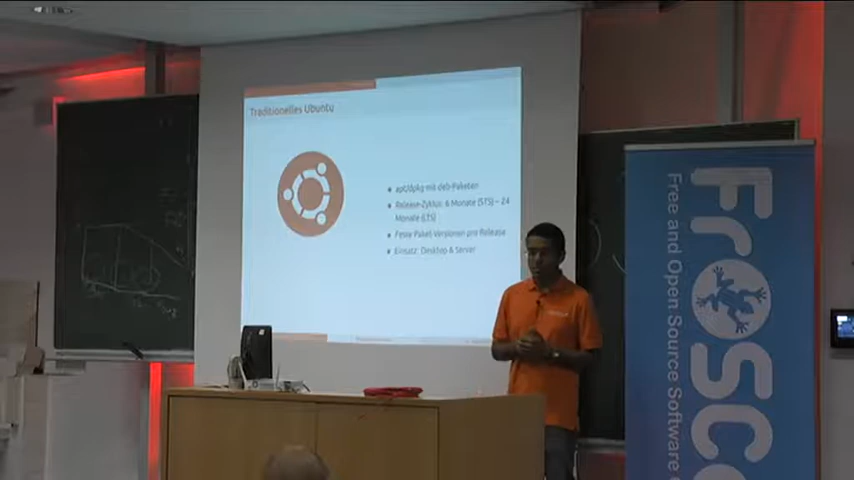 Traditionelles Ubuntu
apt/dpkg mit deb-Paketen
Release-Zyklus: 6 Monate (STS) – 24
Monate (LTS)
Feste Paket-Versionen pro Release
Einsatz: Desktop & Server
FrOSC
Free and Open Source Software